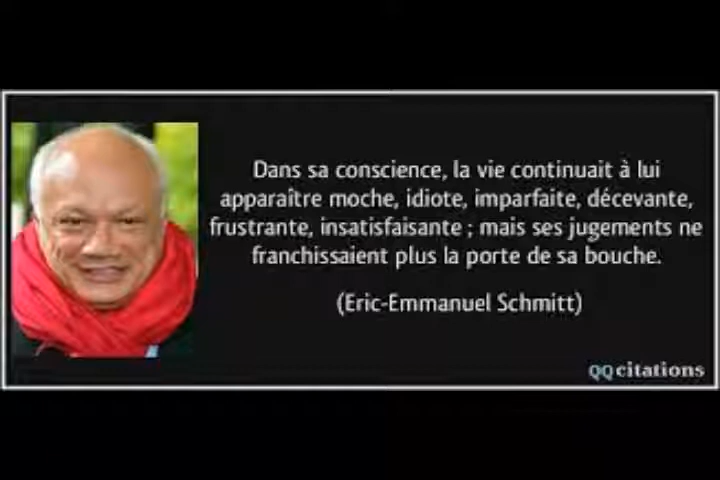 Dans sa conscience, la vie continuait à lui
apparaître moche, idiote, imparfaite, décevante,
frustrante, insatisfaisante ; mais ses jugements ne
franchissaient plus la porte de sa bouche.
(Eric-Emmanuel Schmitt)
QQcitations